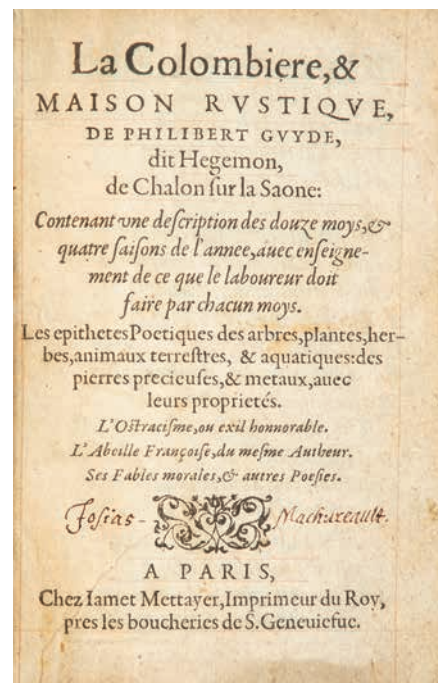 La Colombiere,&
MAISON RVSTIQVE,
DE PHILIBERT GVYDE,
dit Hegemon,
de Chalon ſur la Saone:
Contenant vne deſcription des douze moys,&
quatre ſaiſons de l'annee,auec enſeigne-
ment de ce que le laboureur doit
faire par chacun moys.
Les epithetes Poetiques des arbres,plantes,her-
bes,animaux terreſtres, & aquatiques:des
pierres precieuſes,& metaux,auec
leurs proprietés.
L'Oſtraciſme,ou exil honnorable.
L'Abeille Françoiſe,du meſme Autheur.
Ses Fables morales,& autres Poeſies.
Joſias - Machureault.
A PARIS,
Chez Iamet Mettayer,Imprimeur du Roy,
pres les boucheries de S.Geneuiefue.